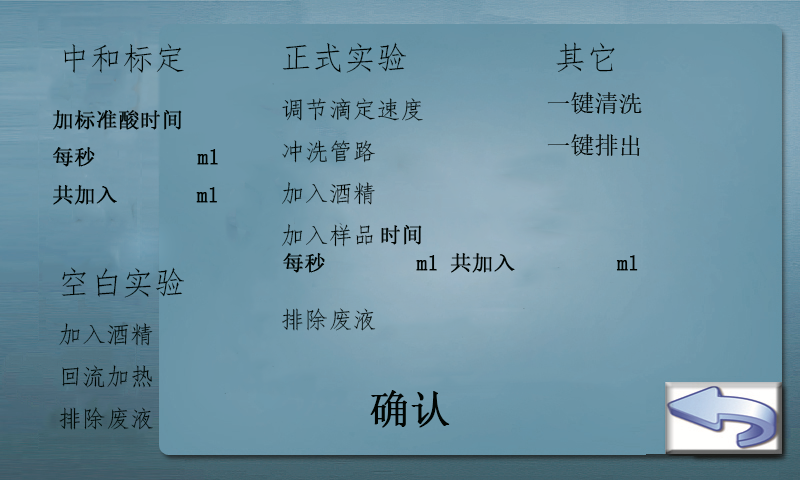 中和标定
加标准酸时间
每秒 ml
共加入 ml
空白实验
加入酒精
回流加热
排除废液
正式实验
调节滴定速度
冲洗管路
加入酒精
加入样品 时间
每秒 ml 共加入 ml
排除废液
其它
一键清洗
一键排出
确认